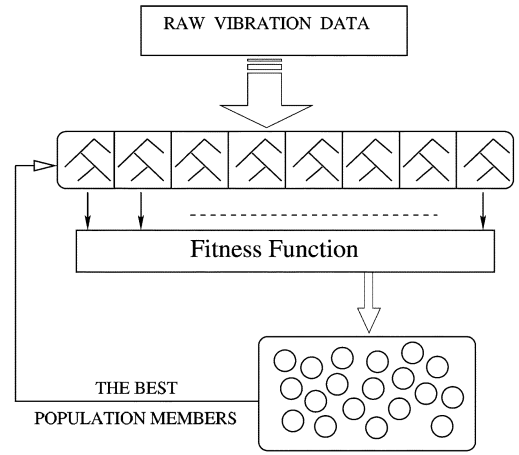 RAW VIBRATION DATA
Fitness Function
THE BEST
POPULATION MEMBERS